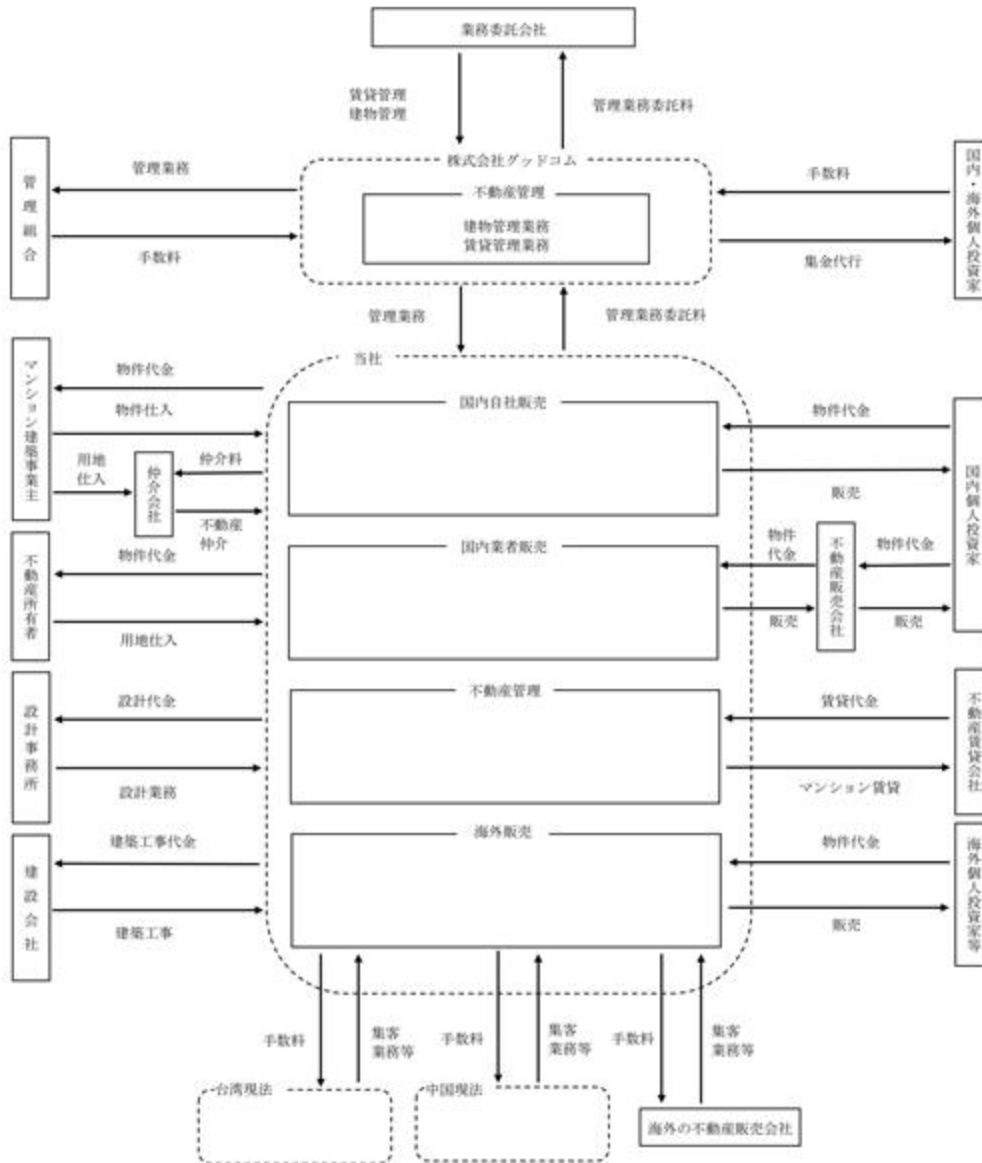 業務委託会社
賃貸管理
建物管理
管理業務委託料
株式会社グッドコム
管理組合
管理業務
手数料
不動産管理
建物管理業務
賃貸管理業務
手数料
集金代行
国内・海外個人投資家
管理業務
管理業務委託料
当社
マンション建築事業主
物件代金
物件仕入
用地
仕入
仲介会社
仲介料
不動産
仲介
国内自社販売
物件代金
販売
国内個人投資家
不動産所有者
物件代金
用地仕入
国内業者販売
物件
代金
販売
不動産販売会社
物件代金
販売
設計事務所
設計代金
設計業務
不動産管理
賃貸代金
マンション賃貸
不動産賃貸会社
建設会社
建築工事代金
建築工事
海外販売
物件代金
販売
海外個人投資家等
手数料
集客
業務等
手数料
集客
業務等
手数料
集客
業務等
台湾現法
中国現法
海外の不動産販売会社